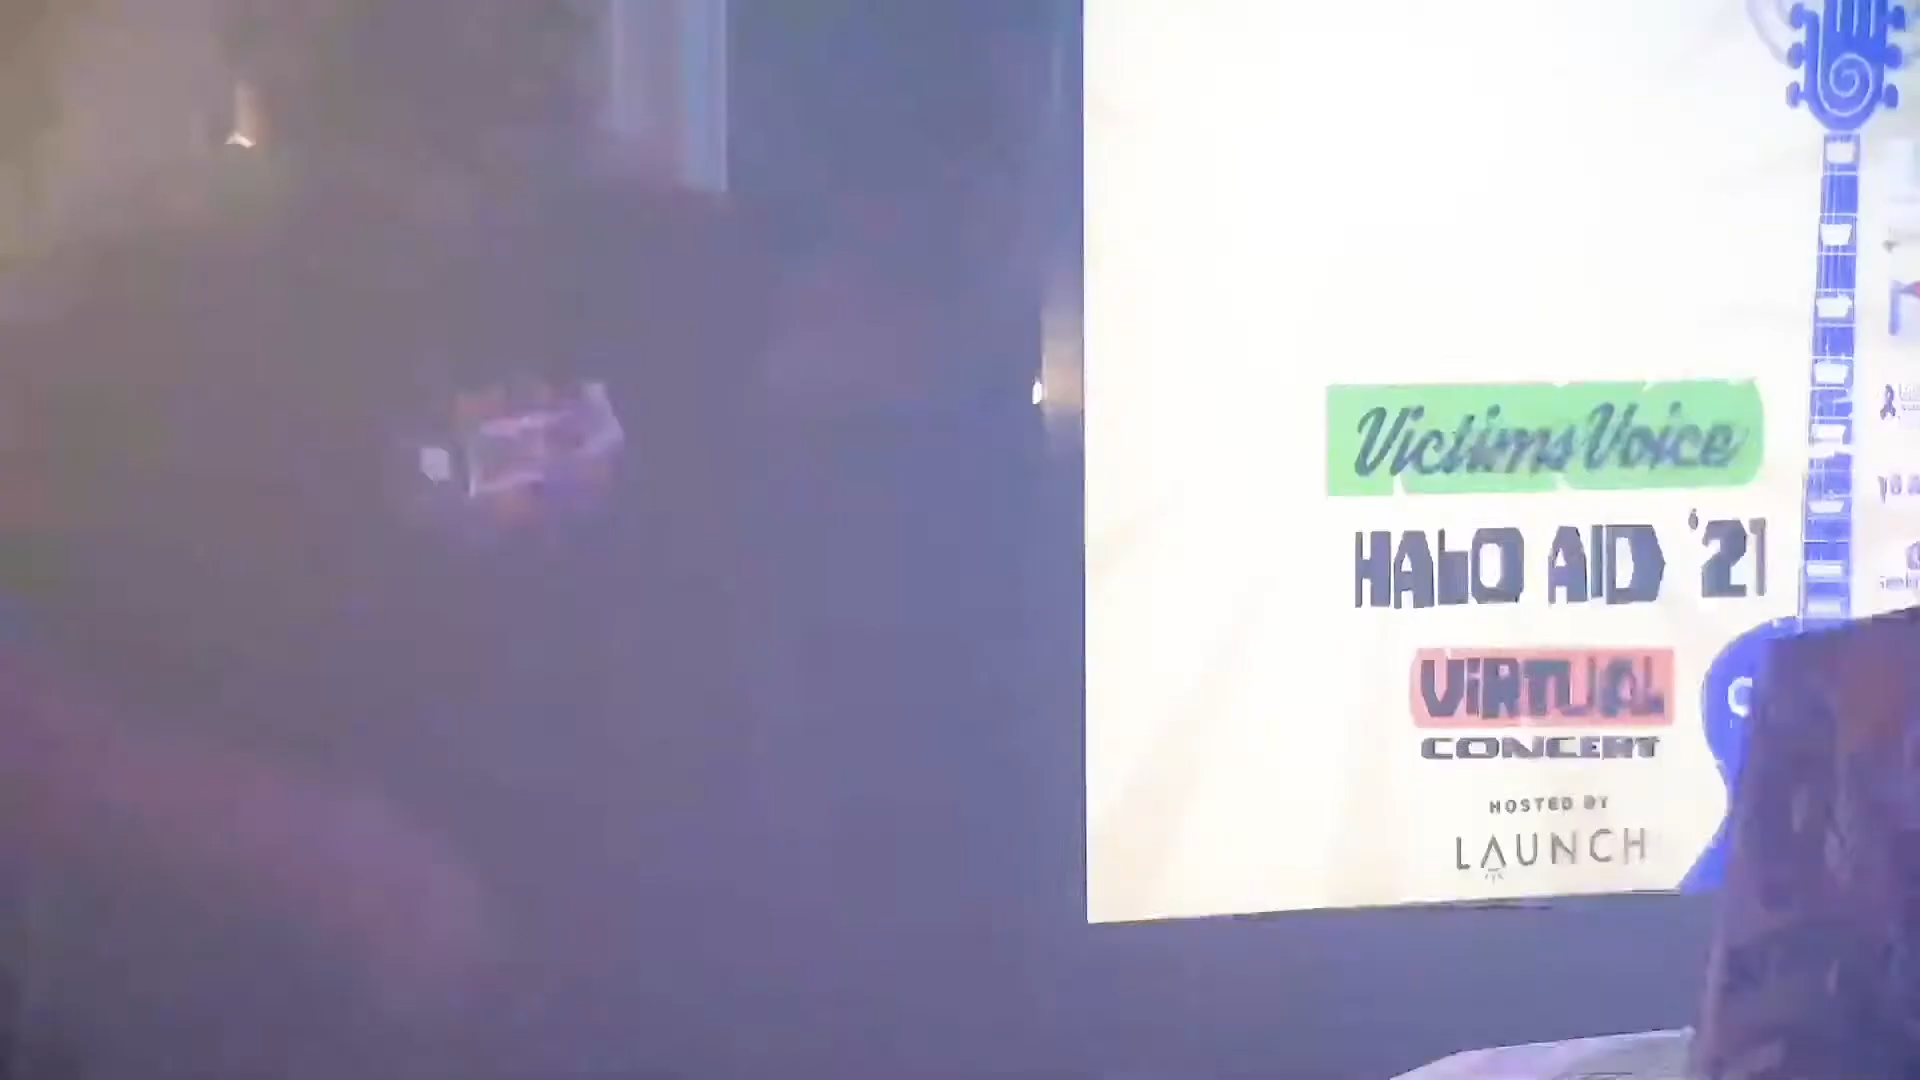 VictimsVoice
HALO AID '21
VIRTUAL
CONCERT
HOSTED BY
LAUNCH